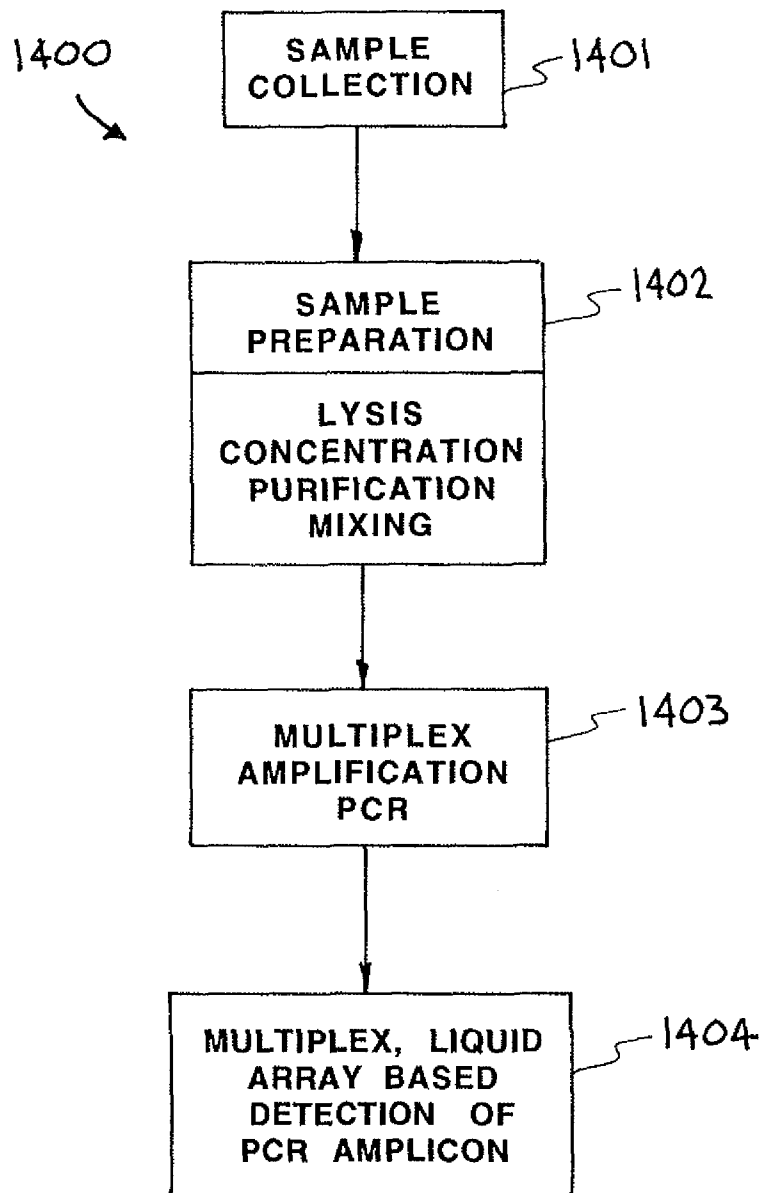 1400
SAMPLE
COLLECTION
1401
SAMPLE
PREPARATION
1402
LYSIS
CONCENTRATION
PURIFICATION
MIXING
MULTIPLEX
AMPLIFICATION
PCR
1403
MULTIPLEX, LIQUID
ARRAY BASED
DETECTION OF
PCR AMPLICON
1404